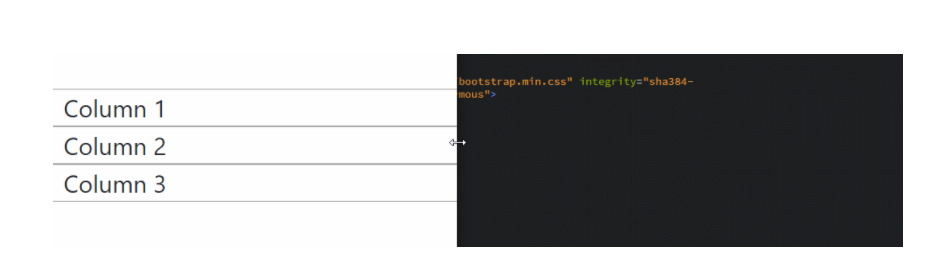 bootstrap.min.css" integrity="sha384-
mous">
Column 1
Column 2
Column 3